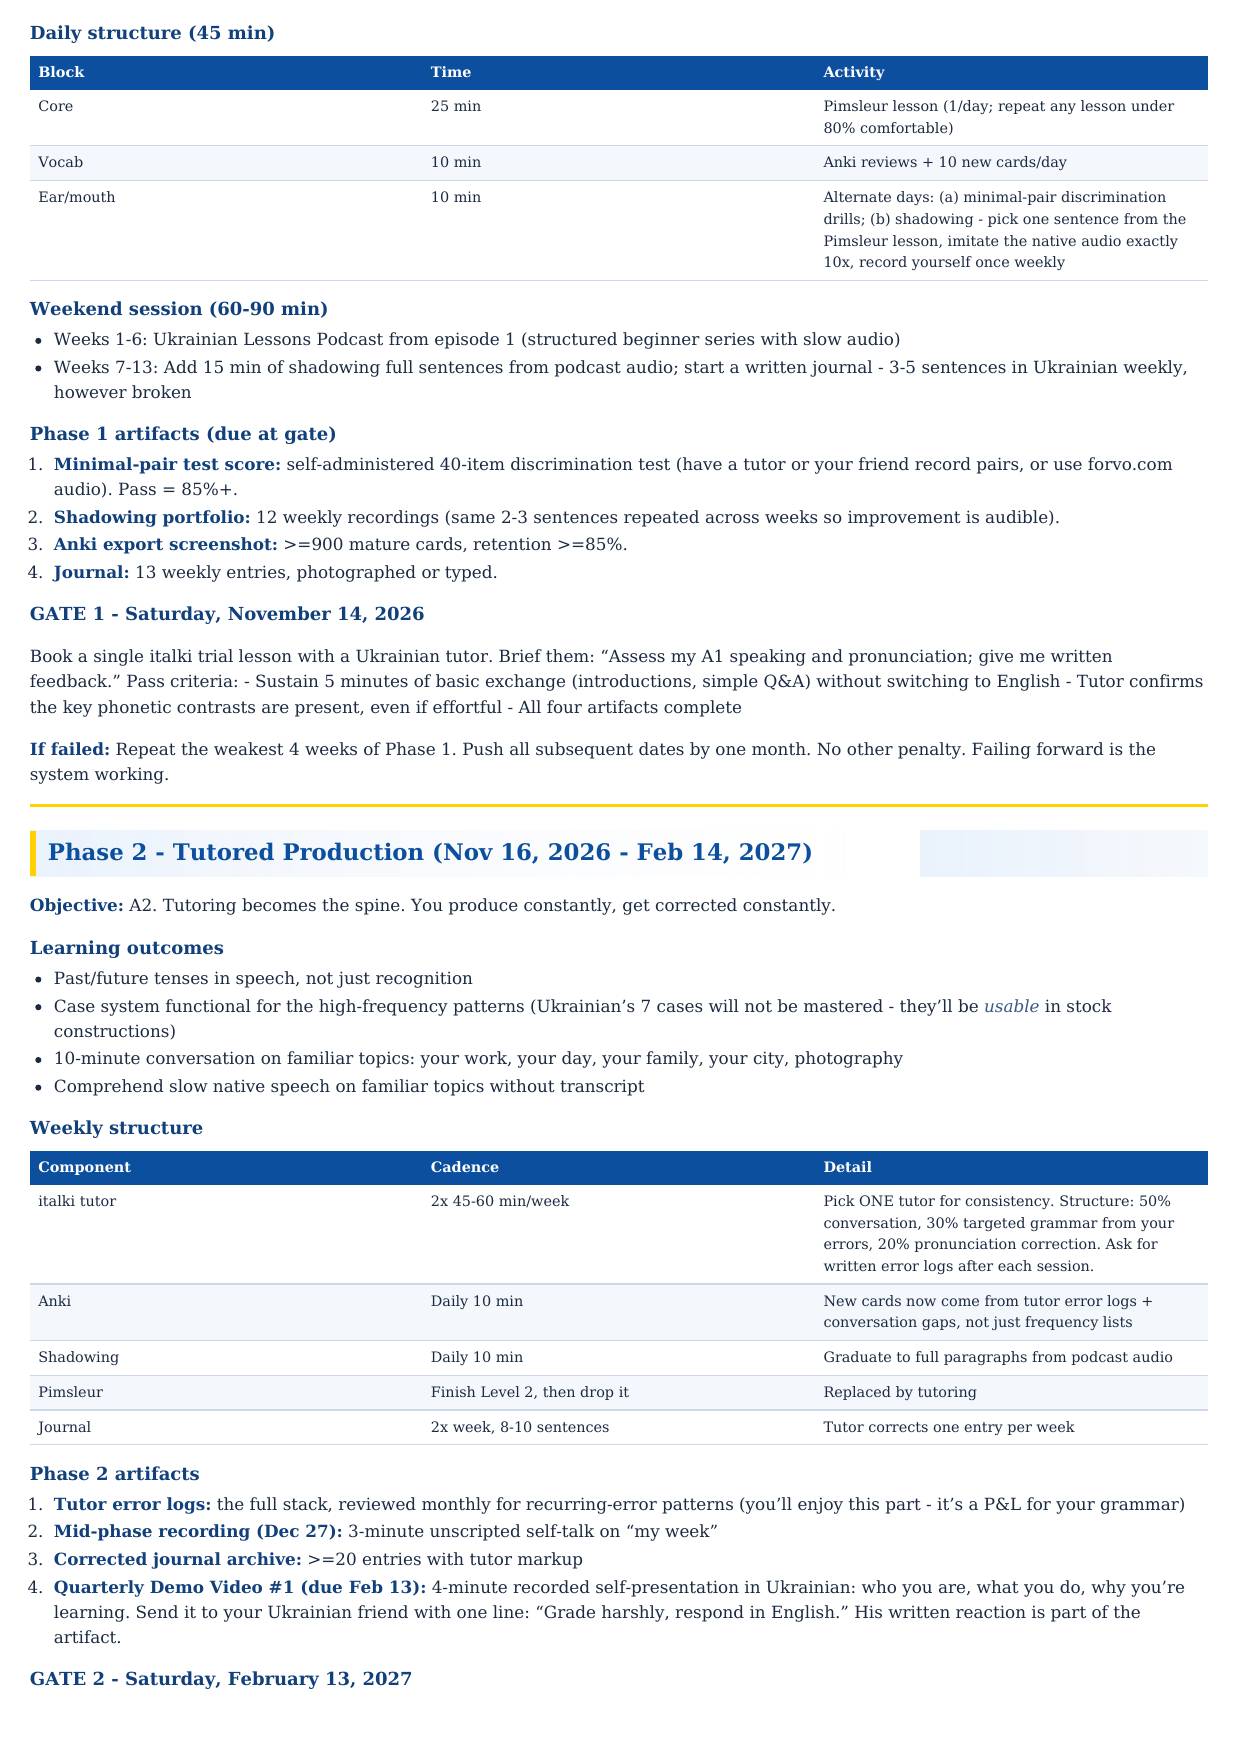 Daily structure (45 min)
Block Time Activity
Core 25 min Pimsleur lesson (1/day; repeat any lesson under
80% comfortable)
Vocab 10 min Anki reviews + 10 new cards/day
Ear/mouth 10 min Alternate days: (a) minimal-pair discrimination
drills; (b) shadowing - pick one sentence from the
Pimsleur lesson, imitate the native audio exactly
10x, record yourself once weekly
Weekend session (60-90 min)
• Weeks 1-6: Ukrainian Lessons Podcast from episode 1 (structured beginner series with slow audio)
• Weeks 7-13: Add 15 min of shadowing full sentences from podcast audio; start a written journal - 3-5 sentences in Ukrainian weekly,
however broken
Phase 1 artifacts (due at gate)
1. Minimal-pair test score: self-administered 40-item discrimination test (have a tutor or your friend record pairs, or use forvo.com
audio). Pass = 85%+.
2. Shadowing portfolio: 12 weekly recordings (same 2-3 sentences repeated across weeks so improvement is audible).
3. Anki export screenshot: >=900 mature cards, retention >=85%.
4. Journal: 13 weekly entries, photographed or typed.
GATE 1 - Saturday, November 14, 2026
Book a single italki trial lesson with a Ukrainian tutor. Brief them: “Assess my A1 speaking and pronunciation; give me written
feedback.” Pass criteria: - Sustain 5 minutes of basic exchange (introductions, simple Q&A) without switching to English - Tutor confirms
the key phonetic contrasts are present, even if effortful - All four artifacts complete
If failed: Repeat the weakest 4 weeks of Phase 1. Push all subsequent dates by one month. No other penalty. Failing forward is the
system working.
Phase 2 - Tutored Production (Nov 16, 2026 - Feb 14, 2027)
Objective: A2. Tutoring becomes the spine. You produce constantly, get corrected constantly.
Learning outcomes
• Past/future tenses in speech, not just recognition
• Case system functional for the high-frequency patterns (Ukrainian’s 7 cases will not be mastered - they’ll be usable in stock
constructions)
• 10-minute conversation on familiar topics: your work, your day, your family, your city, photography
• Comprehend slow native speech on familiar topics without transcript
Weekly structure
Component Cadence Detail
italki tutor 2x 45-60 min/week Pick ONE tutor for consistency. Structure: 50%
conversation, 30% targeted grammar from your
errors, 20% pronunciation correction. Ask for
written error logs after each session.
Anki Daily 10 min New cards now come from tutor error logs +
conversation gaps, not just frequency lists
Shadowing Daily 10 min Graduate to full paragraphs from podcast audio
Pimsleur Finish Level 2, then drop it Replaced by tutoring
Journal 2x week, 8-10 sentences Tutor corrects one entry per week
Phase 2 artifacts
1. Tutor error logs: the full stack, reviewed monthly for recurring-error patterns (you’ll enjoy this part - it’s a P&L for your grammar)
2. Mid-phase recording (Dec 27): 3-minute unscripted self-talk on “my week”
3. Corrected journal archive: >=20 entries with tutor markup
4. Quarterly Demo Video #1 (due Feb 13): 4-minute recorded self-presentation in Ukrainian: who you are, what you do, why you’re
learning. Send it to your Ukrainian friend with one line: “Grade harshly, respond in English.” His written reaction is part of the
artifact.
GATE 2 - Saturday, February 13, 2027